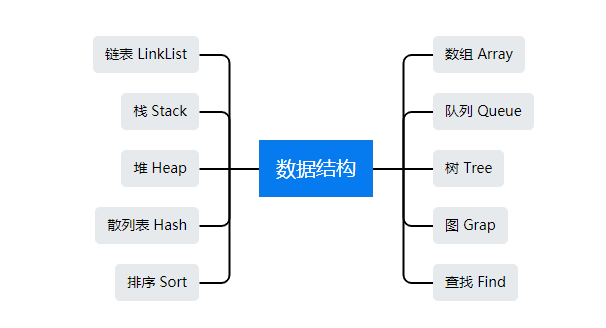 链表 LinkList
栈 Stack
堆 Heap
散列表 Hash
排序 Sort
数据结构
数组 Array
队列 Queue
树 Tree
图 Grap
查找 Find